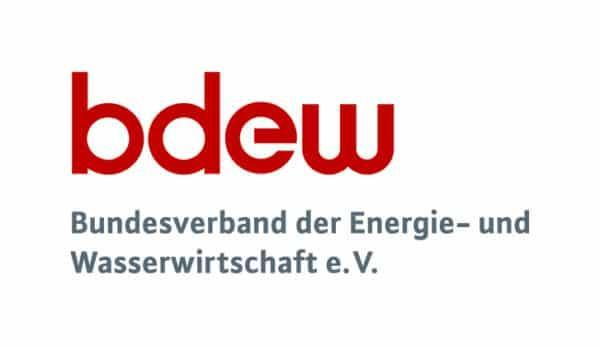 bdew
Bundesverband der Energie- und
Wasserwirtschaft e. V.